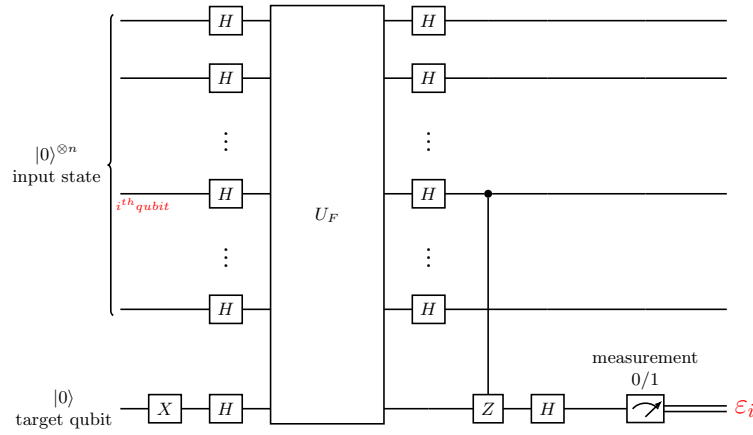 H
H
⋮ ⋮
|0⟩^{⊗n}
input state
H H
i^{th} qubit
U_F
⋮ ⋮
H H
H H
measurement
0/1
|0⟩
target qubit
X H Z H ε_i